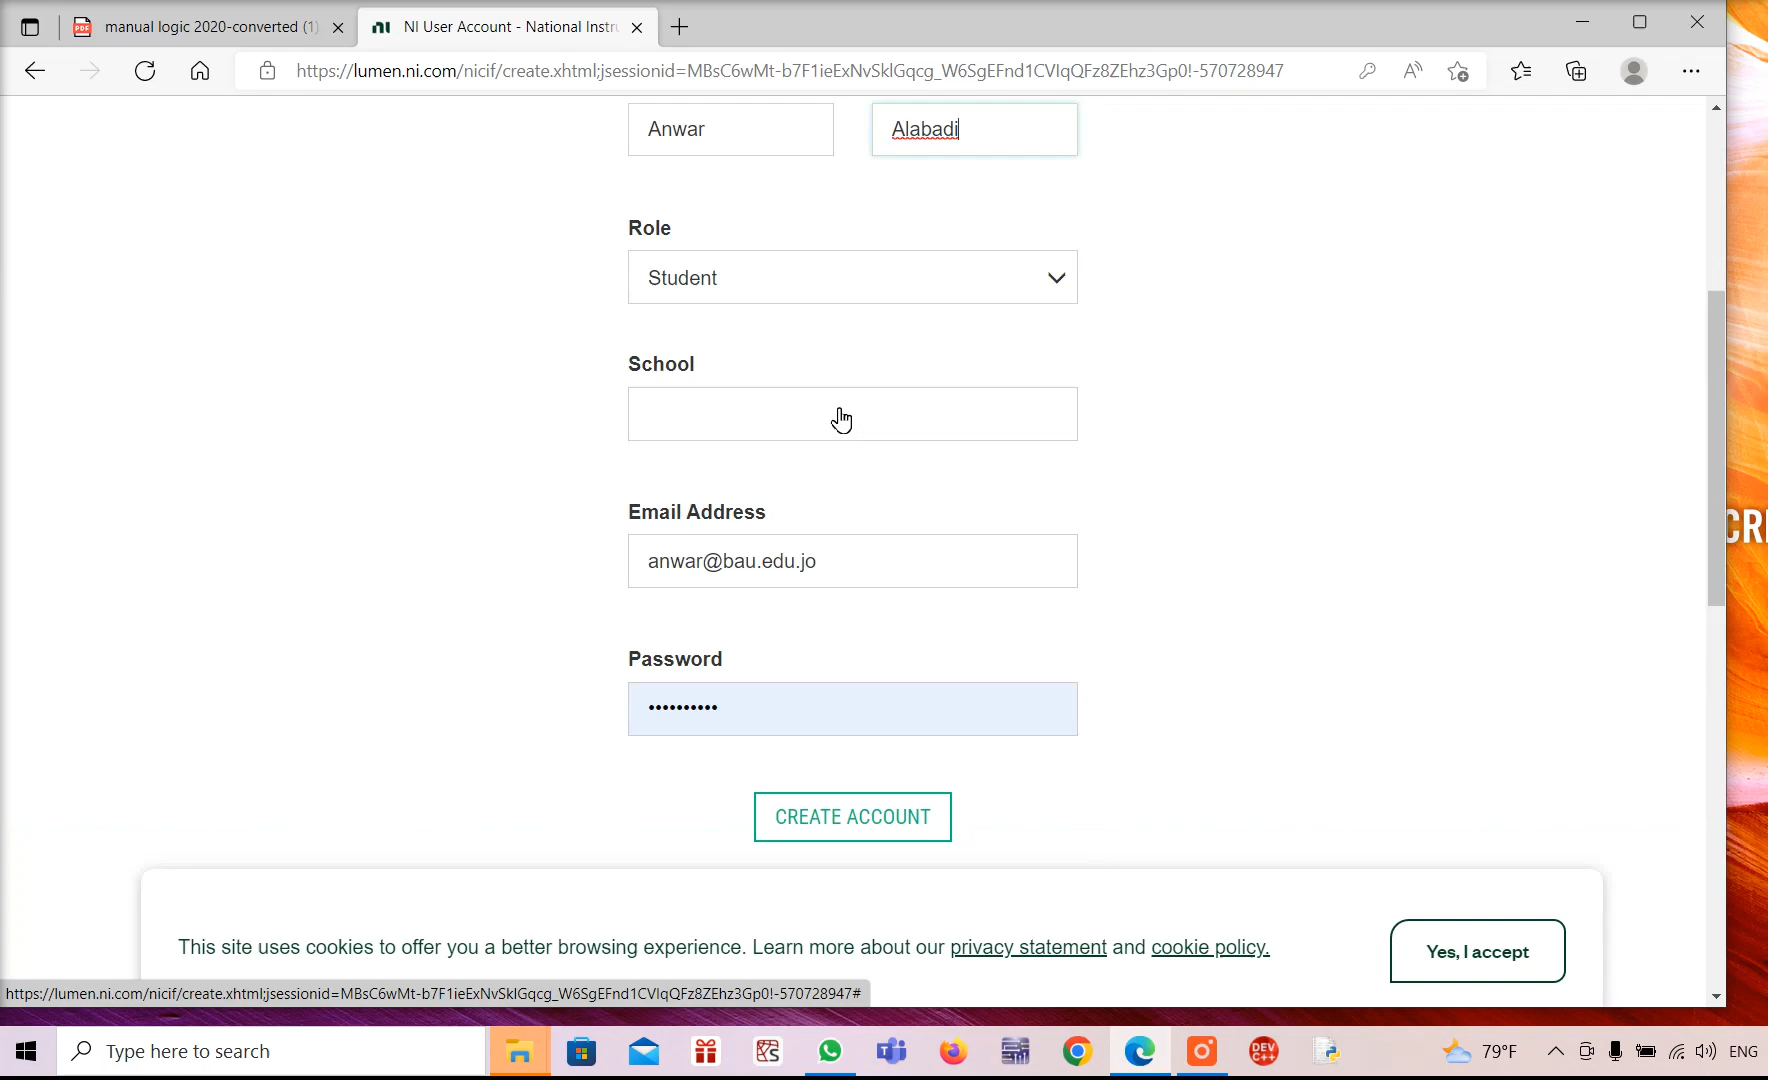 manual logic 2020-converted (1)
NI User Account - National Instru
https://lumen.ni.com/nicif/create.xhtml;jsessionid=MBsC6wMt-b7F1ieExNvSklGqcg_W6SgEFnd1CVIqQFz8ZEhz3Gp0!-570728947
Anwar Alabadi
Role
Student
School
Email Address
anwar@bau.edu.jo
Password
••••••••••
CREATE ACCOUNT
This site uses cookies to offer you a better browsing experience. Learn more about our privacy statement and cookie policy.
Yes, I accept
https://lumen.ni.com/nicif/create.xhtml;jsessionid=MBsC6wMt-b7F1ieExNvSklGqcg_W6SgEFnd1CVIqQFz8ZEhz3Gp0!-570728947#
Type here to search
DEV C++
79°F
ENG